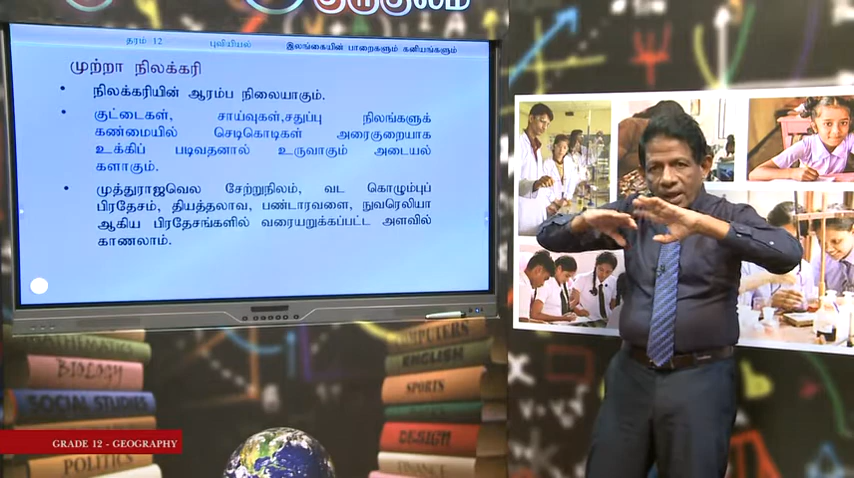 தரம் 12 புவியியல் இலங்கையின் பாறைகளும் கனியங்களும்
முற்றா நிலக்கரி
• நிலக்கரியின் ஆரம்ப நிலையாகும்.
• குட்டைகள், சாய்வுகள்,சதுப்பு நிலங்களுக்
கண்மையில் செடிகொடிகள் அரைகுறையாக
உக்கிப் படிவதனால் உருவாகும் அடையல்
களாகும்.
• முத்துராஜவெல சேற்றுநிலம், வட கொழும்புப்
பிரதேசம், தியத்தலாவ, பண்டாரவளை, நுவரெலியா
ஆகிய பிரதேசங்களில் வரையறுக்கப்பட்ட அளவில்
காணலாம்.
MATHEMATICS
BIOLOGY
SOCIAL STUDIES
POLITICS
COMPUTERS
ENGLISH
SPORTS
DESIGN
FINANCE
GRADE 12 - GEOGRAPHY